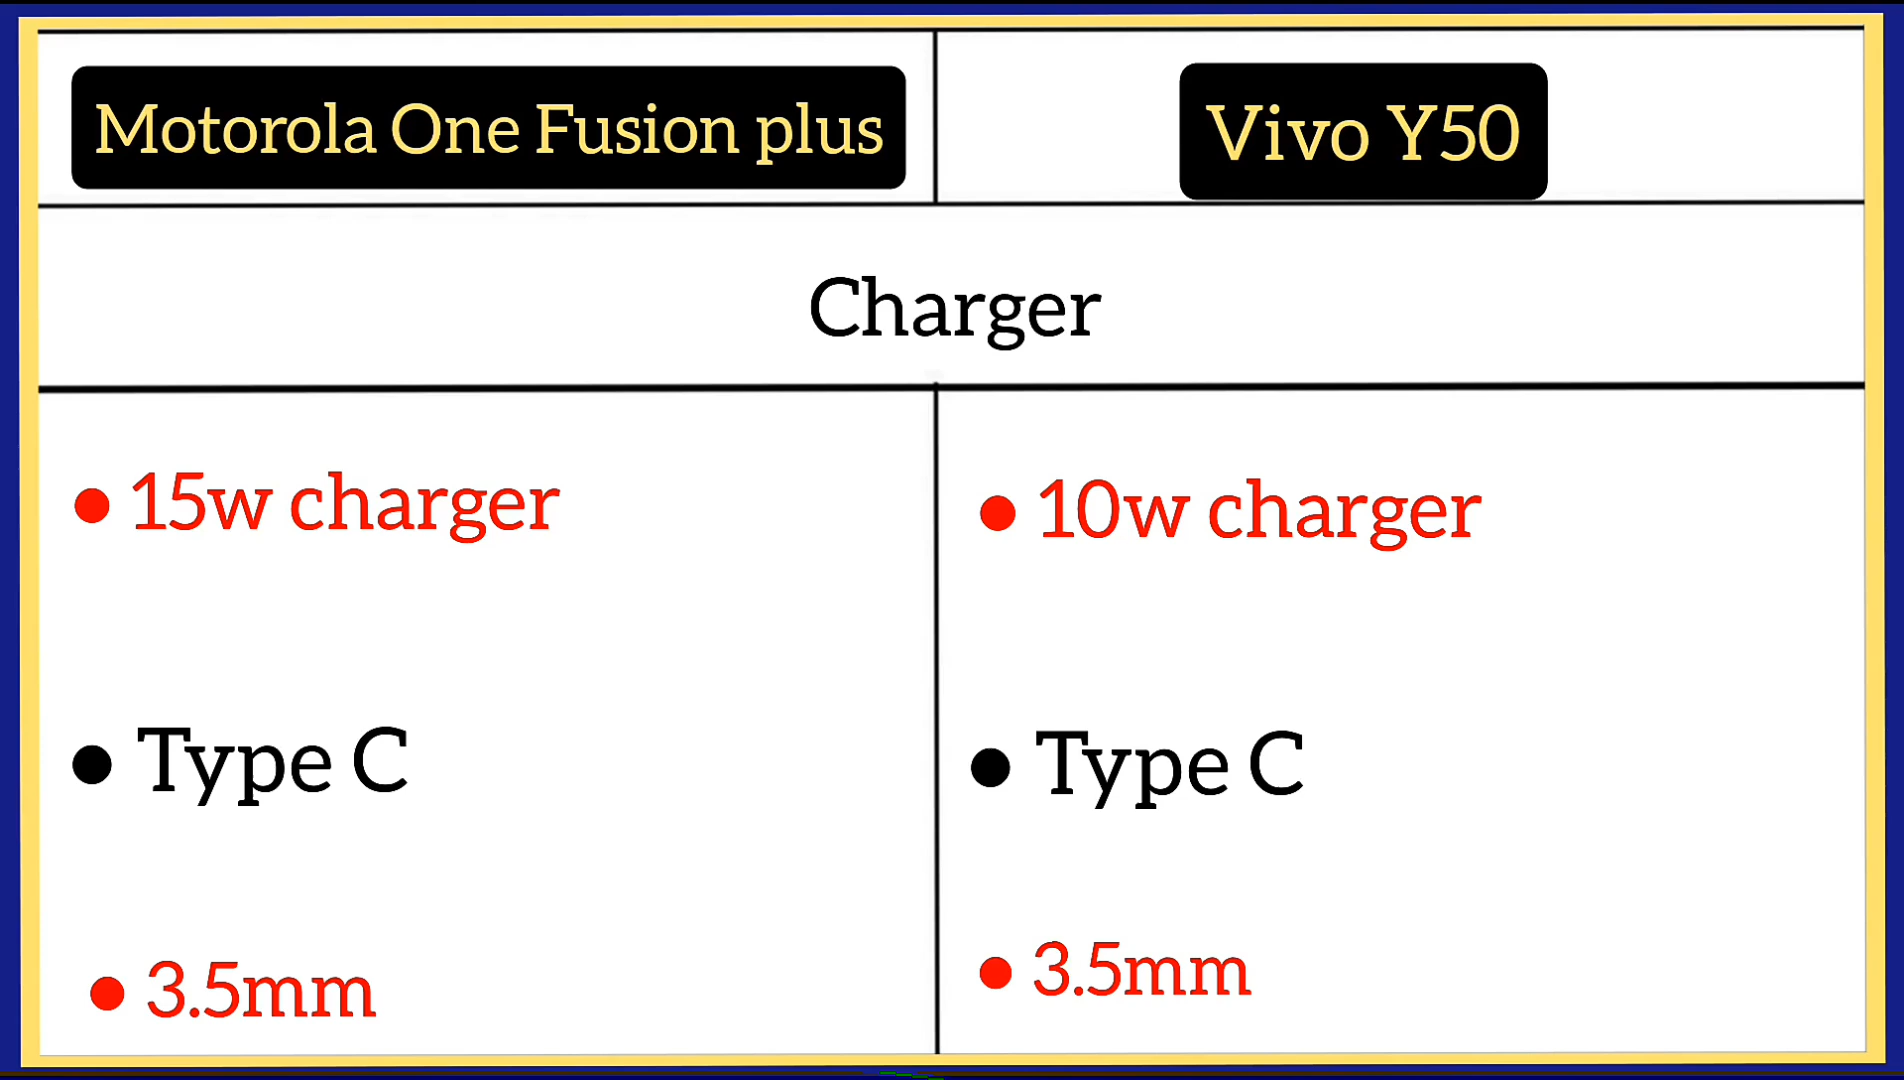 Motorola One Fusion plus
Vivo Y50
Charger
• 15w charger
• 10w charger
• Type C
• Type C
• 3.5mm
• 3.5mm